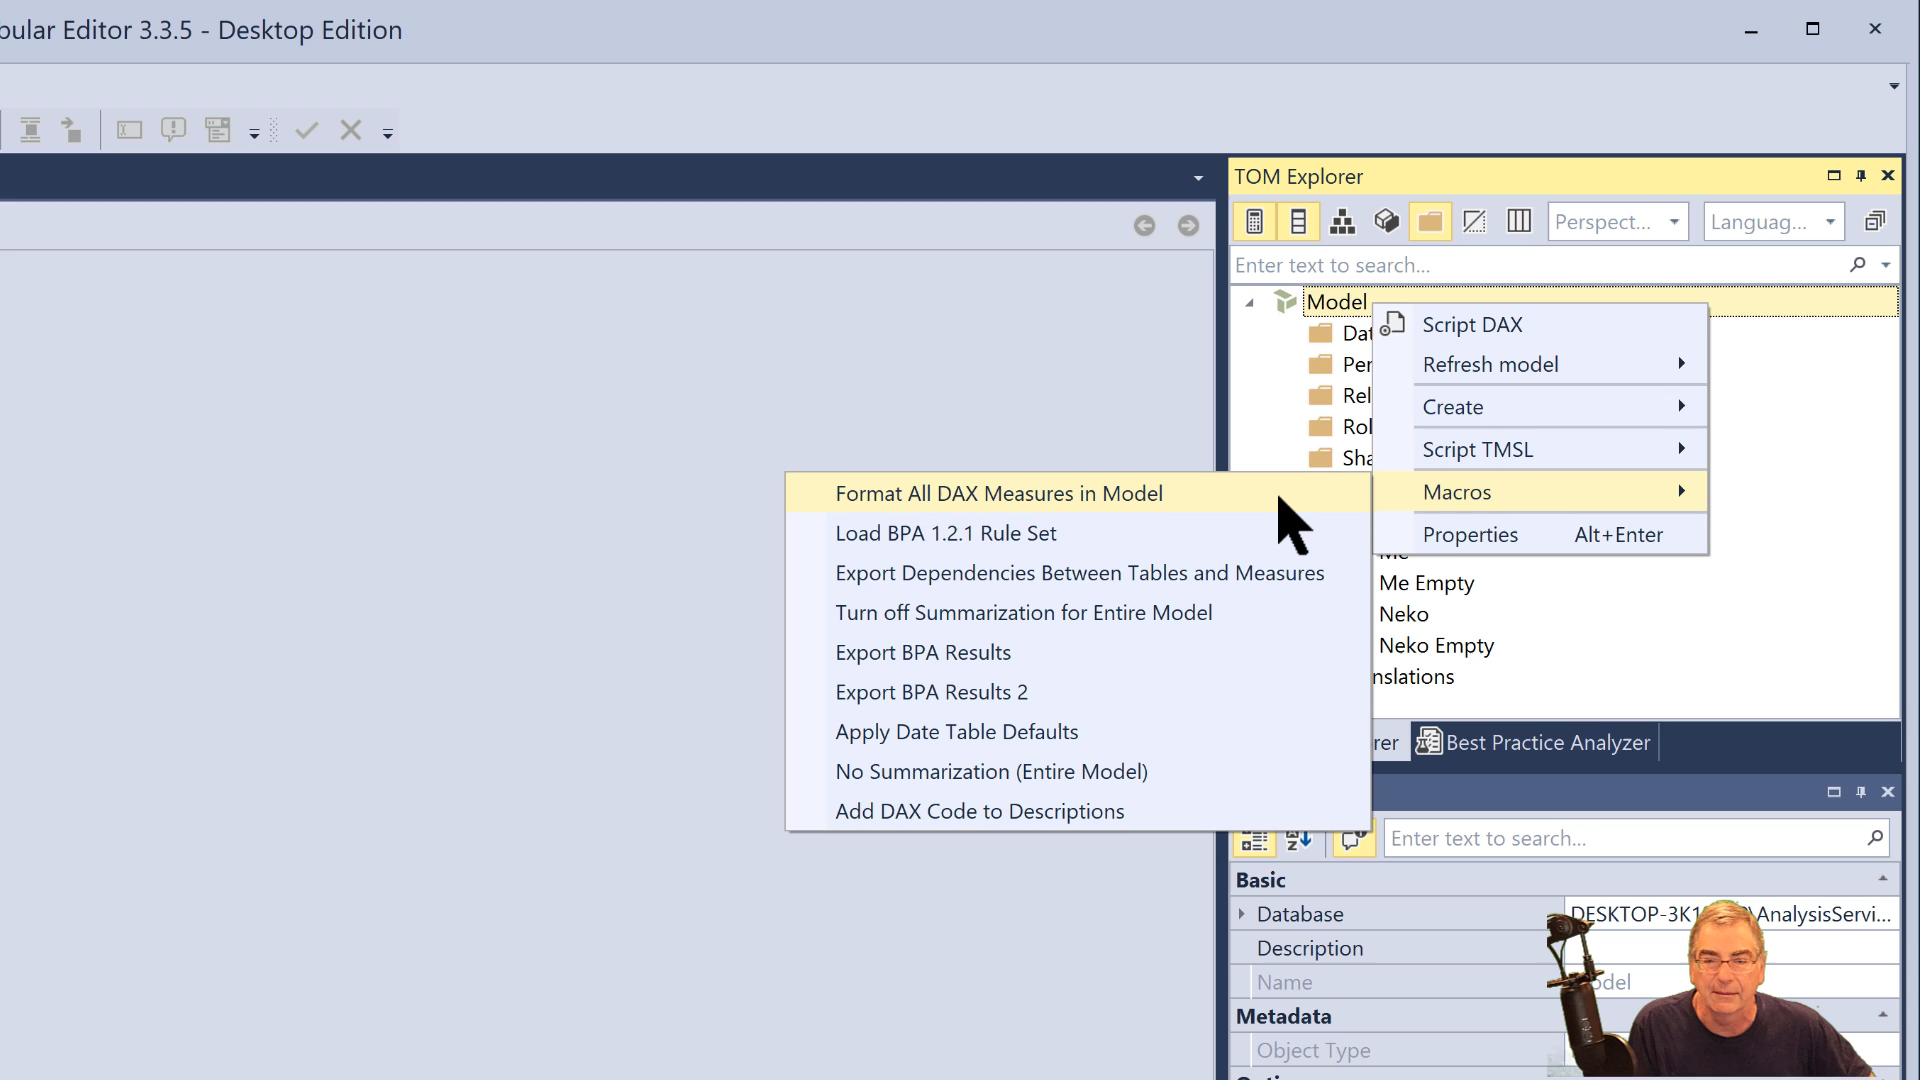 bular Editor 3.3.5 - Desktop Edition
TOM Explorer
Perspect...
Languag...
Enter text to search...
Model
Dat
Per
Rel
Rol
Sha
Script DAX
Refresh model
Create
Script TMSL
Macros
Properties Alt+Enter
Format All DAX Measures in Model
Load BPA 1.2.1 Rule Set
Export Dependencies Between Tables and Measures
Turn off Summarization for Entire Model
Export BPA Results
Export BPA Results 2
Apply Date Table Defaults
No Summarization (Entire Model)
Add DAX Code to Descriptions
Me Empty
Neko
Neko Empty
nslations
rer
Best Practice Analyzer
Enter text to search...
Basic
Database
DESKTOP-3K1 \AnalysisServi...
Description
Name
odel
Metadata
Object Type